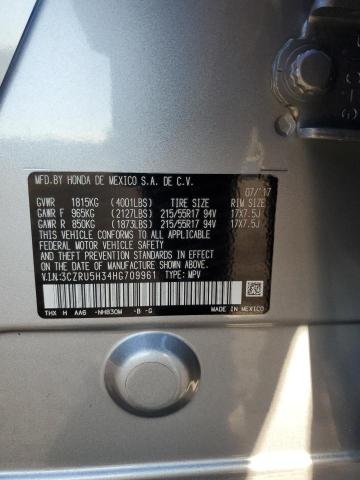 MFD.BY HONDA DE MEXICO S.A. DE C.V. 07/'17
GVWR 1815KG (4001LBS) TIRE SIZE RIM SIZE
GAWR F 965KG (2127LBS) 215/55R17 94V 17X7.5J
GAWR R 850KG (1873LBS) 215/55R17 94V 17X7.5J
THIS VEHICLE CONFORMS TO ALL APPLICABLE
FEDERAL MOTOR VEHICLE SAFETY
AND THEFT PREVENTION STANDARDS IN EFFECT
ON THE DATE OF MANUFACTURE SHOWN ABOVE.
V.I.N:3CZRU5H34HG709961 TYPE: MPV
THX H AA6 -NH830M -B -G MADE IN MEXICO